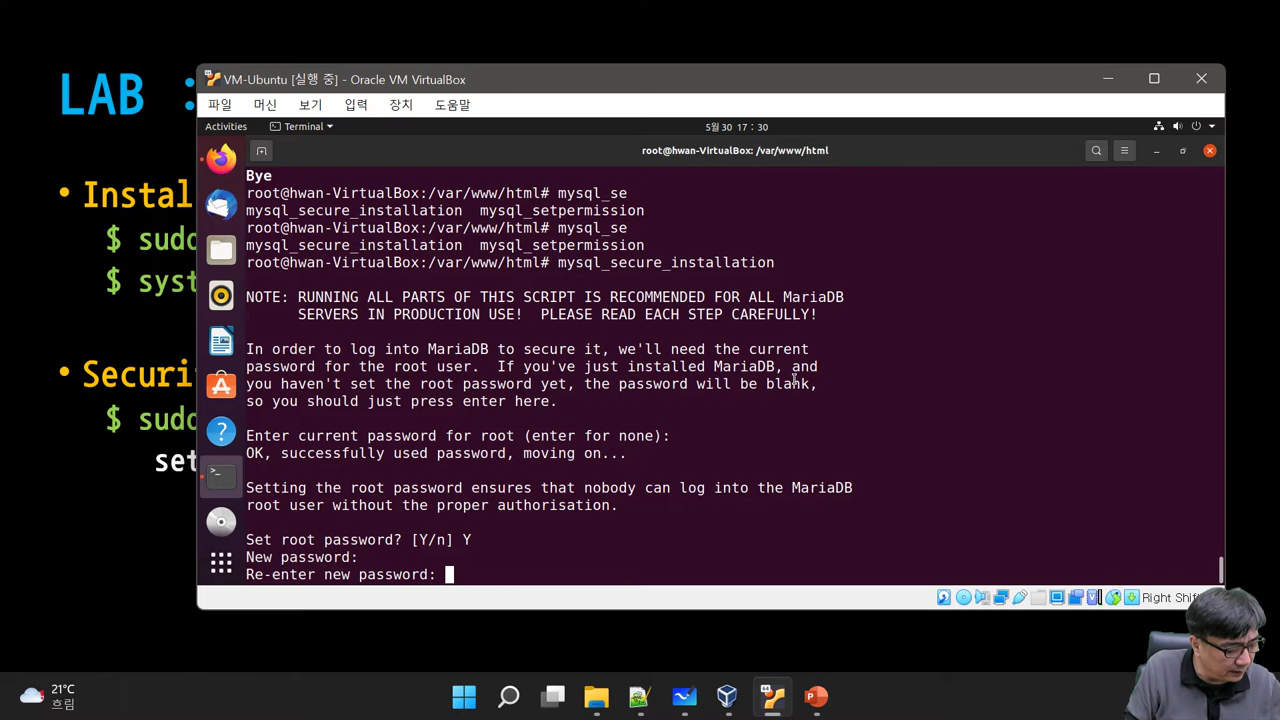 LAB :
• Instal
$ sudo
$ syst
• Securi
$ sudo
set
VM-Ubuntu [실행 중] - Oracle VM VirtualBox
파일 머신 보기 입력 장치 도움말
Activities Terminal 5월 30 17 : 30
root@hwan-VirtualBox: /var/www/html
Bye
root@hwan-VirtualBox:/var/www/html# mysql_se
mysql_secure_installation mysql_setpermission
root@hwan-VirtualBox:/var/www/html# mysql_se
mysql_secure_installation mysql_setpermission
root@hwan-VirtualBox:/var/www/html# mysql_secure_installation
NOTE: RUNNING ALL PARTS OF THIS SCRIPT IS RECOMMENDED FOR ALL MariaDB
SERVERS IN PRODUCTION USE! PLEASE READ EACH STEP CAREFULLY!
In order to log into MariaDB to secure it, we'll need the current
password for the root user. If you've just installed MariaDB, and
you haven't set the root password yet, the password will be blank,
so you should just press enter here.
Enter current password for root (enter for none):
OK, successfully used password, moving on...
Setting the root password ensures that nobody can log into the MariaDB
root user without the proper authorisation.
Set root password? [Y/n] Y
New password:
Re-enter new password:
Right Shift
21°C
흐림